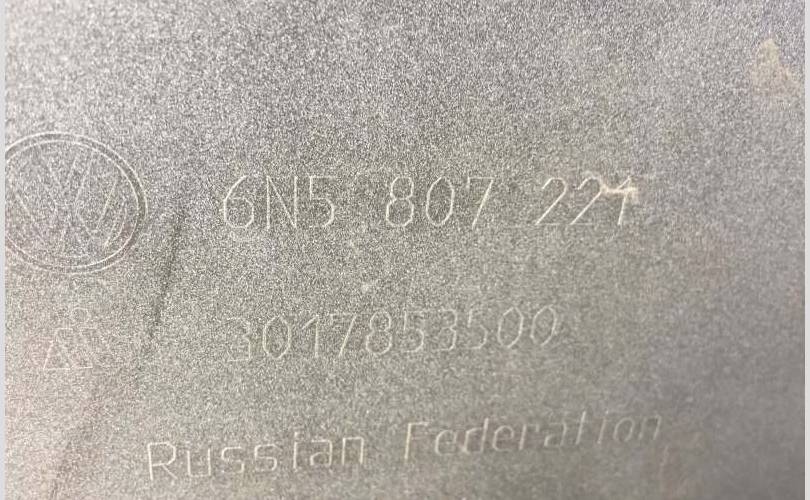 6N5 807 221
3017853500
Russian Federation